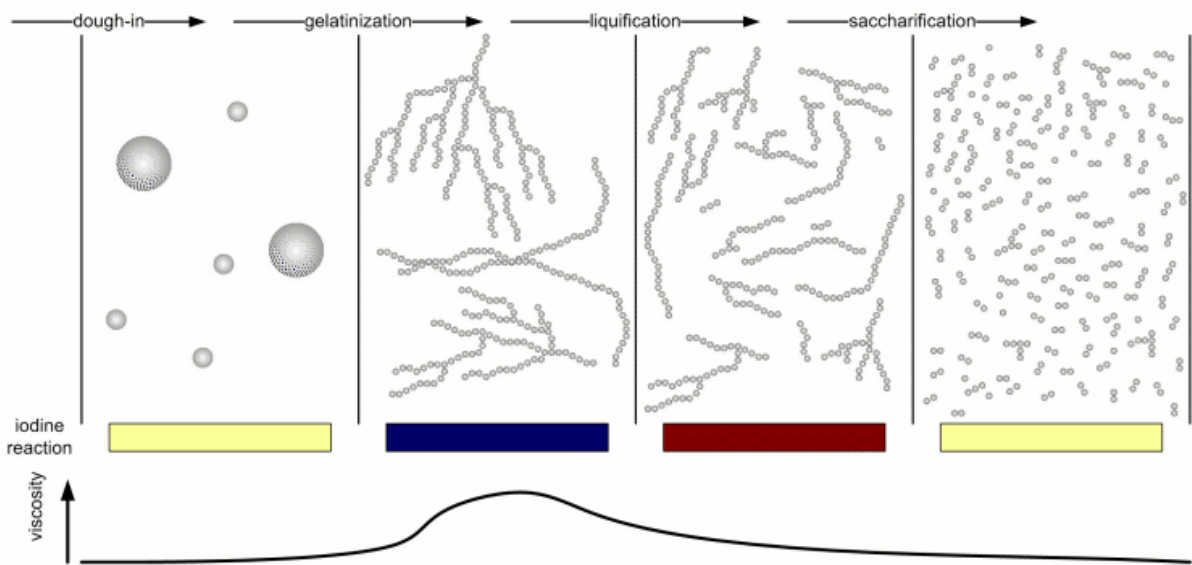 dough-in
gelatinization
liquification
saccharification
iodine
reaction
viscosity